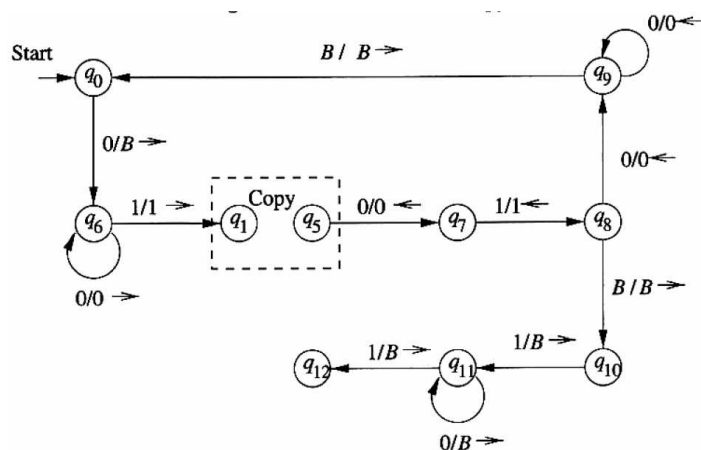 0/0 ←
Start
B / B →
q0
q9
0/B →
0/0 ←
Copy
1/1 →
0/0 ←
1/1 ←
q6
q1
q5
q7
q8
0/0 →
B / B →
1/B →
1/B →
q12
q11
q10
0/B →